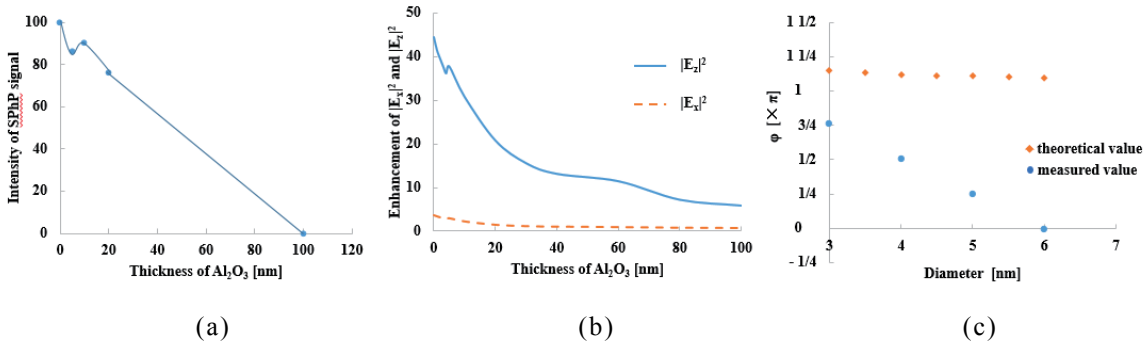 100
80
60
40
20
0
0 20 40 60 80 100 120
Intensity of SPhP signal
Thickness of Al₂O₃ [nm]
(a)
50
40
30
20
10
0
0 20 40 60 80 100
Enhancement of |Eₓ|² and |E_z|²
|E_z|²
|Eₓ|²
Thickness of Al₂O₃ [nm]
(b)
1 1/2
1 1/4
1
3/4
1/2
1/4
0
- 1/4
3 4 5 6 7
φ [× π]
theoretical value
measured value
Diameter [nm]
(c)